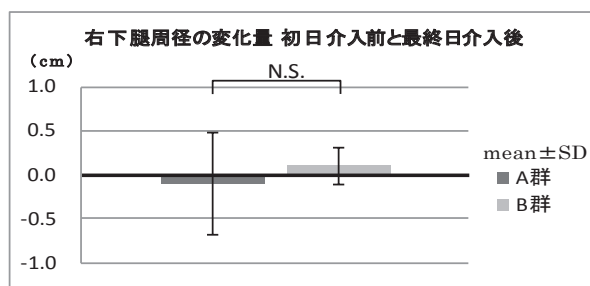 右下腿周径の変化量 初日介入前と最終日介入後
(cm)
N.S.
1.0
0.5
0.0
-0.5
-1.0
mean±SD
A群
B群